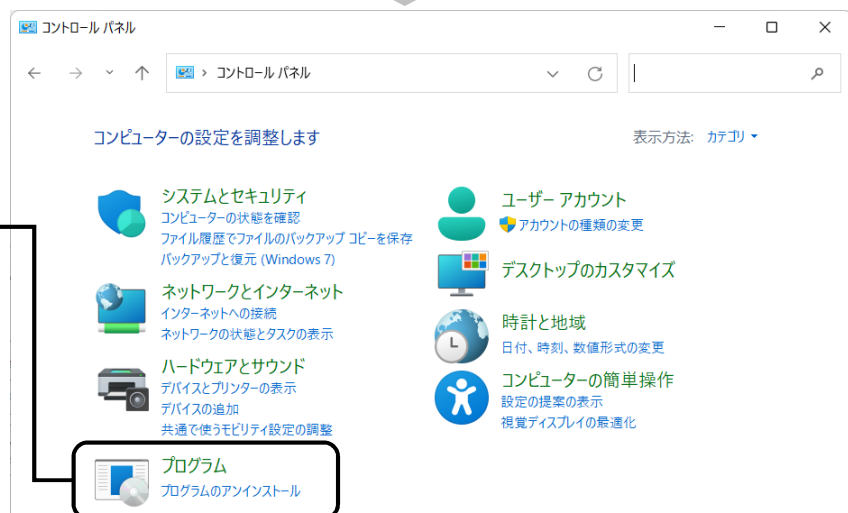 コントロール パネル
コントロール パネル
コンピューターの設定を調整します
表示方法: カテゴリ
システムとセキュリティ
コンピューターの状態を確認
ファイル履歴でファイルのバックアップ コピーを保存
バックアップと復元 (Windows 7)
ネットワークとインターネット
インターネットへの接続
ネットワークの状態とタスクの表示
ハードウェアとサウンド
デバイスとプリンターの表示
デバイスの追加
共通で使うモビリティ設定の調整
プログラム
プログラムのアンインストール
ユーザー アカウント
アカウントの種類の変更
デスクトップのカスタマイズ
時計と地域
日付、時刻、数値形式の変更
コンピューターの簡単操作
設定の提案の表示
視覚ディスプレイの最適化